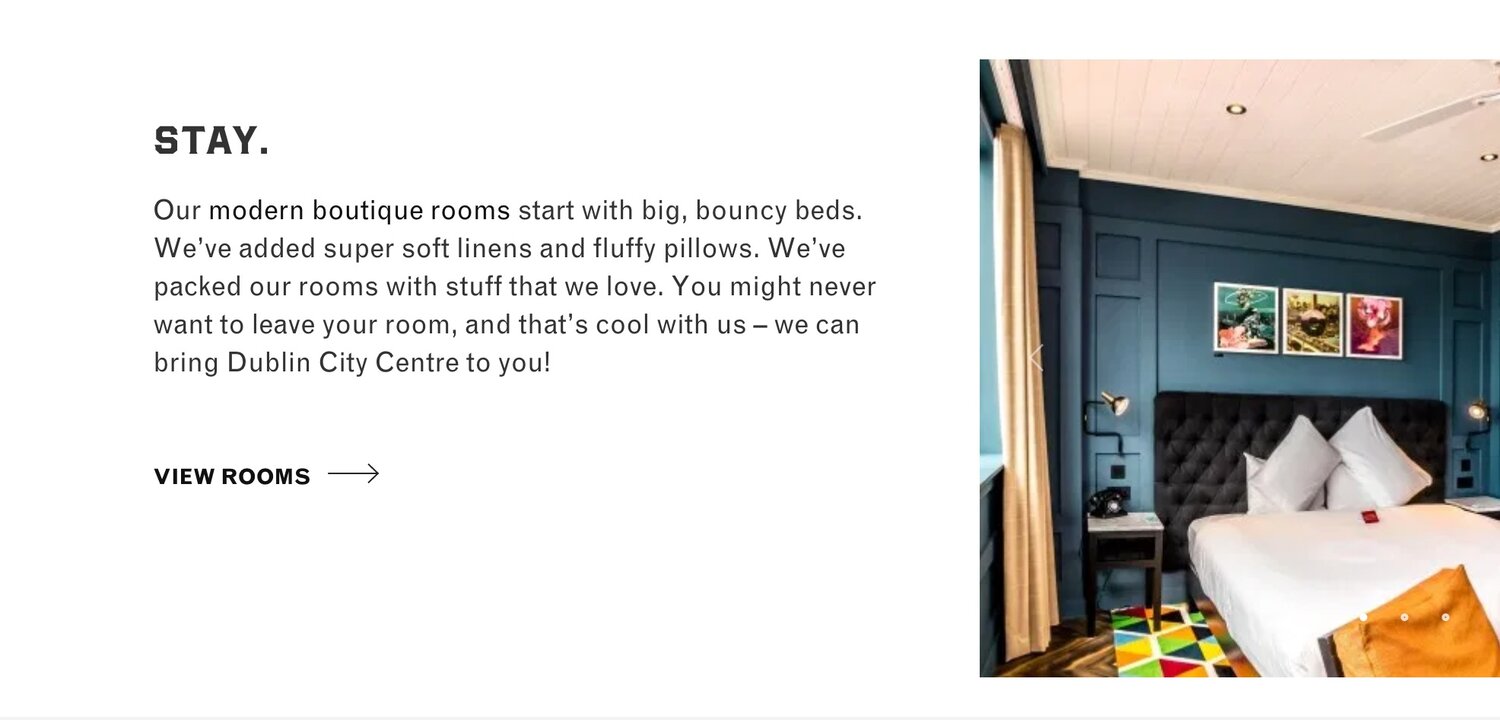 STAY.
Our modern boutique rooms start with big, bouncy beds.
We’ve added super soft linens and fluffy pillows. We’ve
packed our rooms with stuff that we love. You might never
want to leave your room, and that’s cool with us – we can
bring Dublin City Centre to you!
VIEW ROOMS